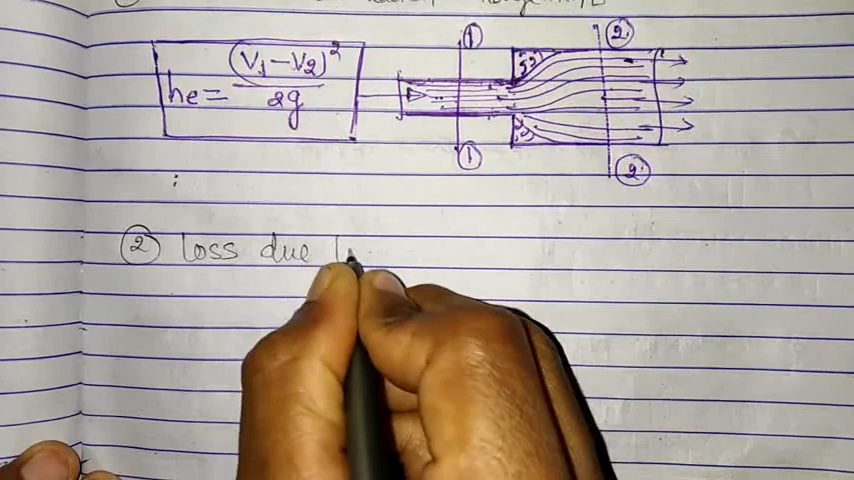 he = (V₁ - V₂)² / 2g
1
2
1
2
② loss due